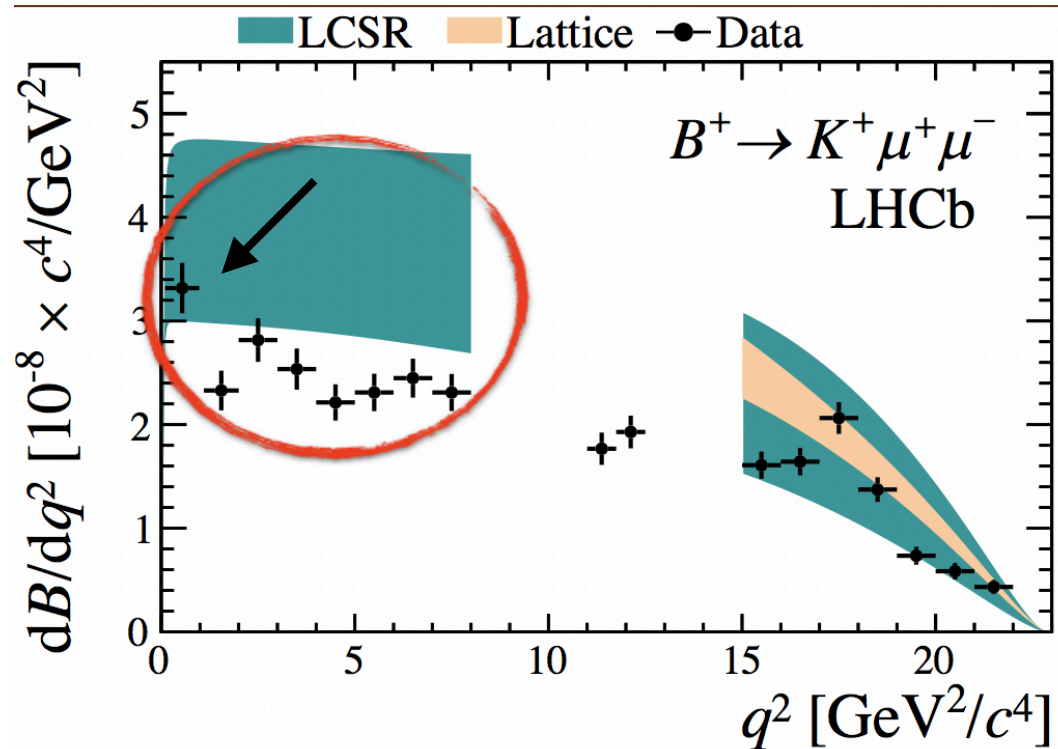 LCSR Lattice Data
B⁺ → K⁺ μ⁺ μ⁻
LHCb
dB/dq² [10⁻⁸ × c⁴/GeV²]
5
4
3
2
1
0
0 5 10 15 20
q² [GeV²/c⁴]